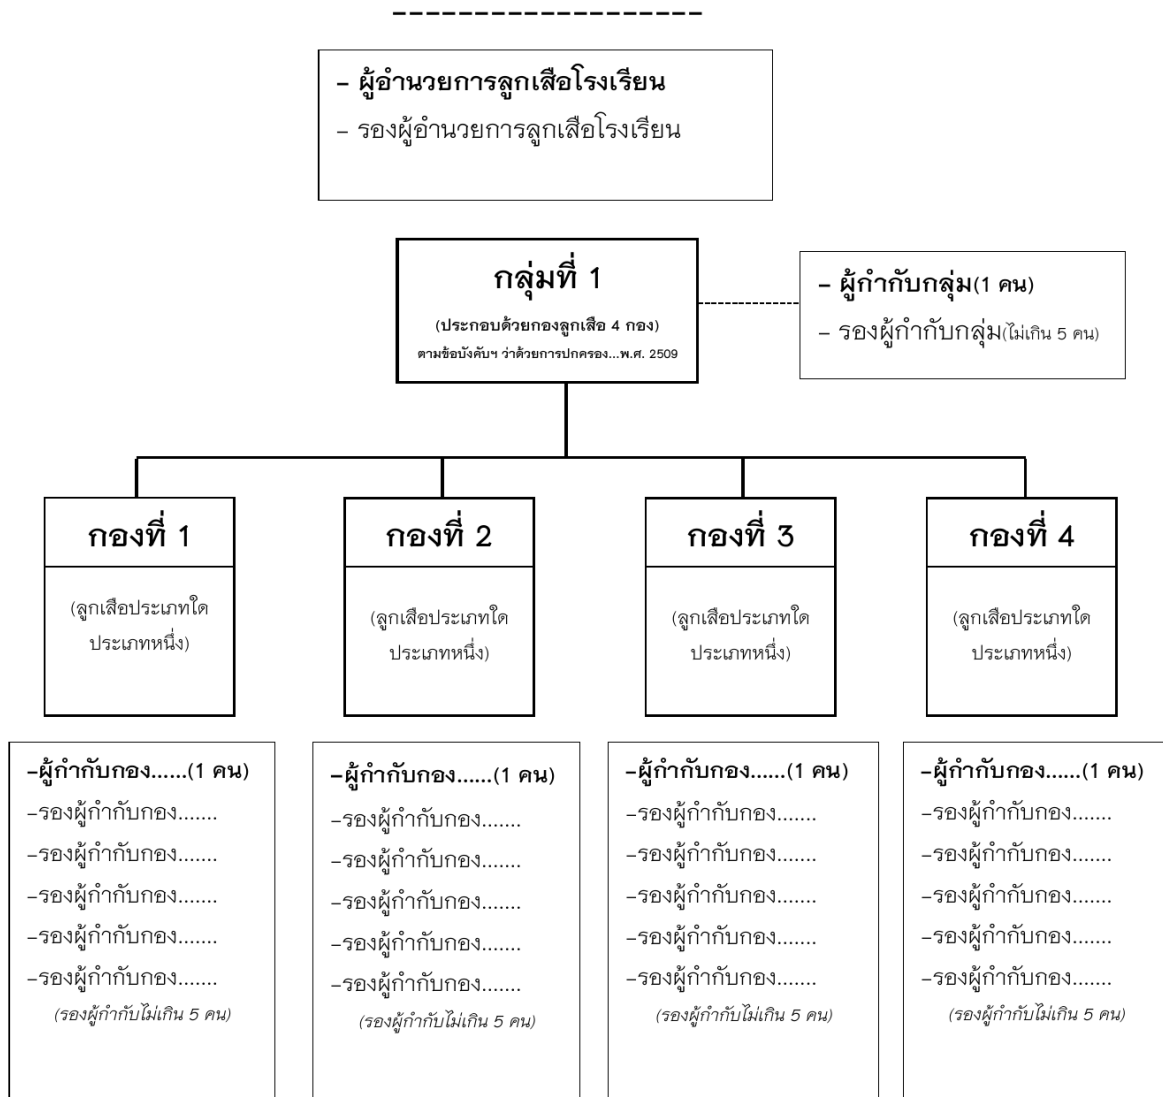 -------------------
– ผู้อำนวยการลูกเสือโรงเรียน
– รองผู้อำนวยการลูกเสือโรงเรียน
กลุ่มที่ 1
(ประกอบด้วยกองลูกเสือ 4 กอง)
ตามข้อบังคับฯ ว่าด้วยการปกครอง...พ.ศ. 2509
– ผู้กำกับกลุ่ม(1 คน)
– รองผู้กำกับกลุ่ม(ไม่เกิน 5 คน)
กองที่ 1
(ลูกเสือประเภทใด
ประเภทหนึ่ง)
กองที่ 2
(ลูกเสือประเภทใด
ประเภทหนึ่ง)
กองที่ 3
(ลูกเสือประเภทใด
ประเภทหนึ่ง)
กองที่ 4
(ลูกเสือประเภทใด
ประเภทหนึ่ง)
–ผู้กำกับกอง......(1 คน)
–รองผู้กำกับกอง.......
–รองผู้กำกับกอง.......
–รองผู้กำกับกอง.......
–รองผู้กำกับกอง.......
–รองผู้กำกับกอง.......
(รองผู้กำกับไม่เกิน 5 คน)
–ผู้กำกับกอง......(1 คน)
–รองผู้กำกับกอง.......
–รองผู้กำกับกอง.......
–รองผู้กำกับกอง.......
–รองผู้กำกับกอง.......
–รองผู้กำกับกอง.......
(รองผู้กำกับไม่เกิน 5 คน)
–ผู้กำกับกอง......(1 คน)
–รองผู้กำกับกอง.......
–รองผู้กำกับกอง.......
–รองผู้กำกับกอง.......
–รองผู้กำกับกอง.......
–รองผู้กำกับกอง.......
(รองผู้กำกับไม่เกิน 5 คน)
–ผู้กำกับกอง......(1 คน)
–รองผู้กำกับกอง.......
–รองผู้กำกับกอง.......
–รองผู้กำกับกอง.......
–รองผู้กำกับกอง.......
–รองผู้กำกับกอง.......
(รองผู้กำกับไม่เกิน 5 คน)